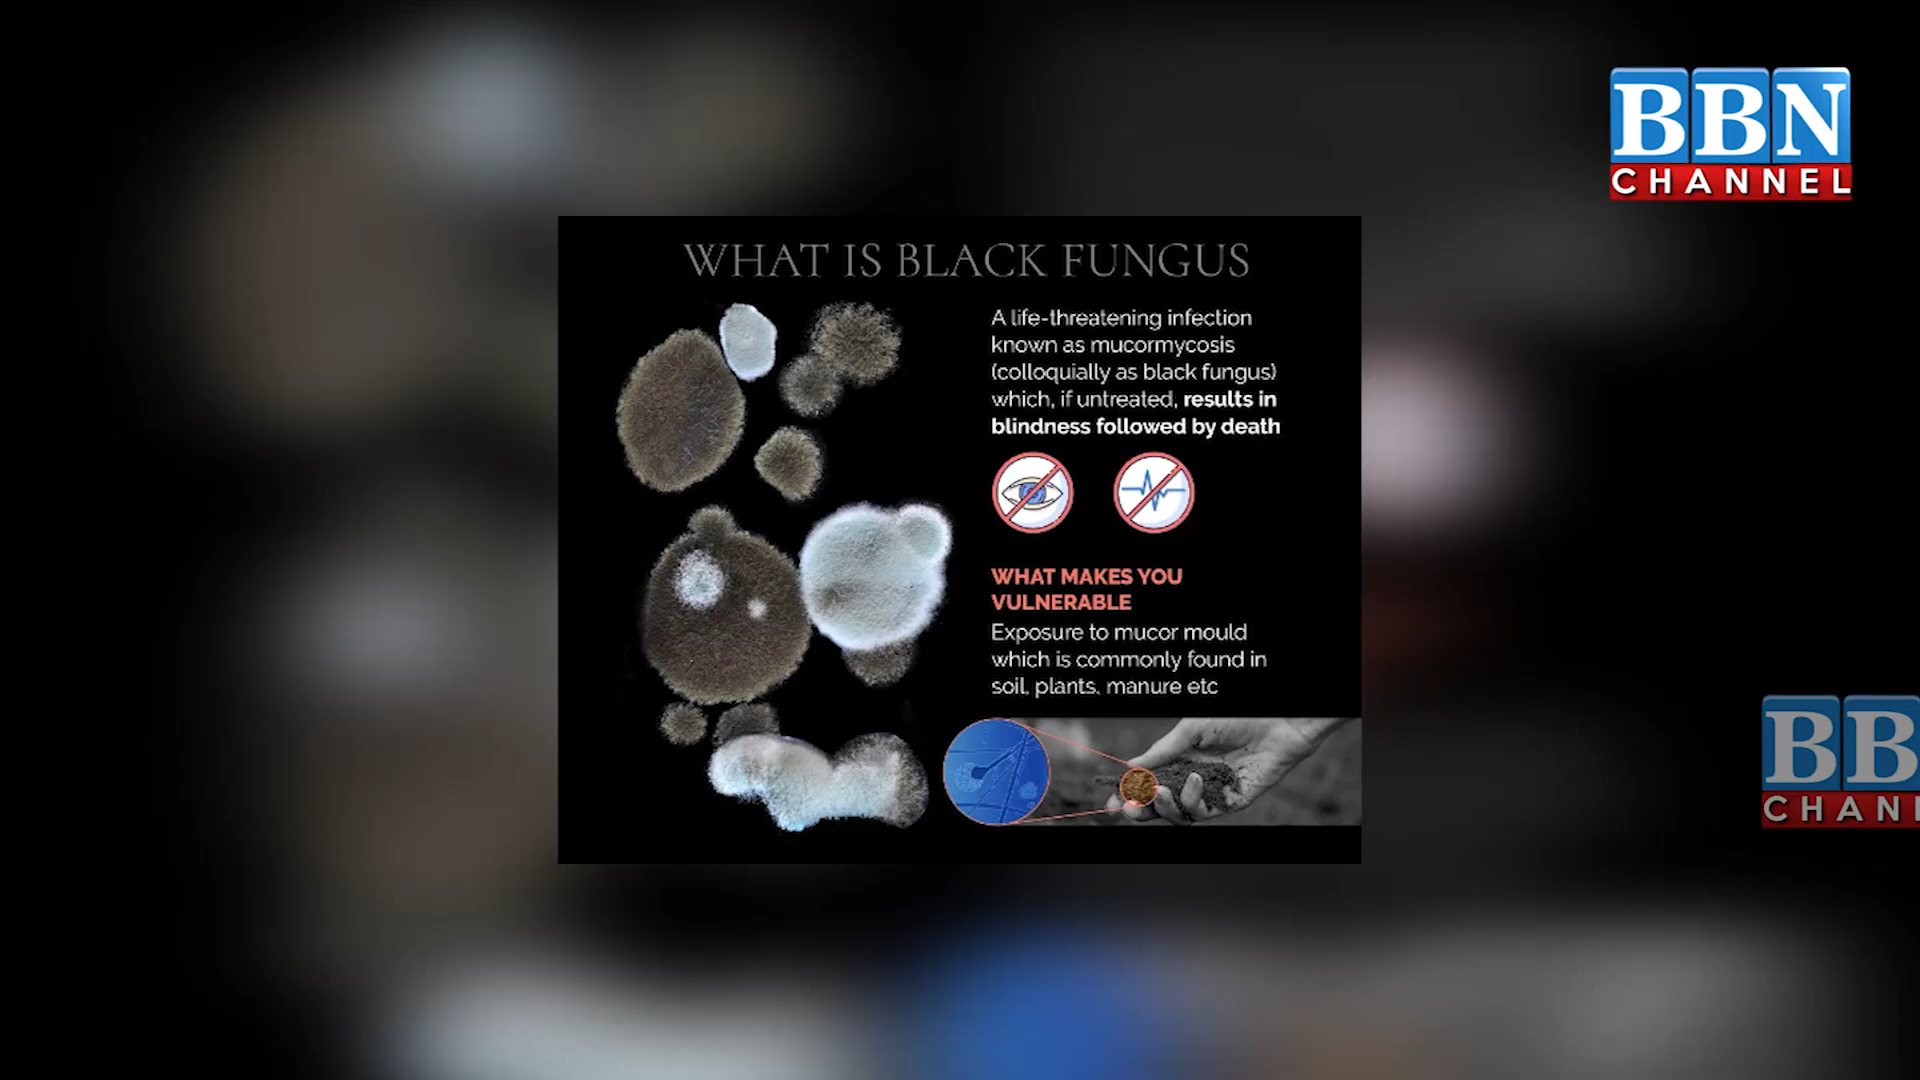 BBN
CHANNEL
WHAT IS BLACK FUNGUS
A life-threatening infection
known as mucormycosis
(colloquially as black fungus)
which, if untreated, results in
blindness followed by death
WHAT MAKES YOU
VULNERABLE
Exposure to mucor mould
which is commonly found in
soil, plants, manure etc
BB
CHAN